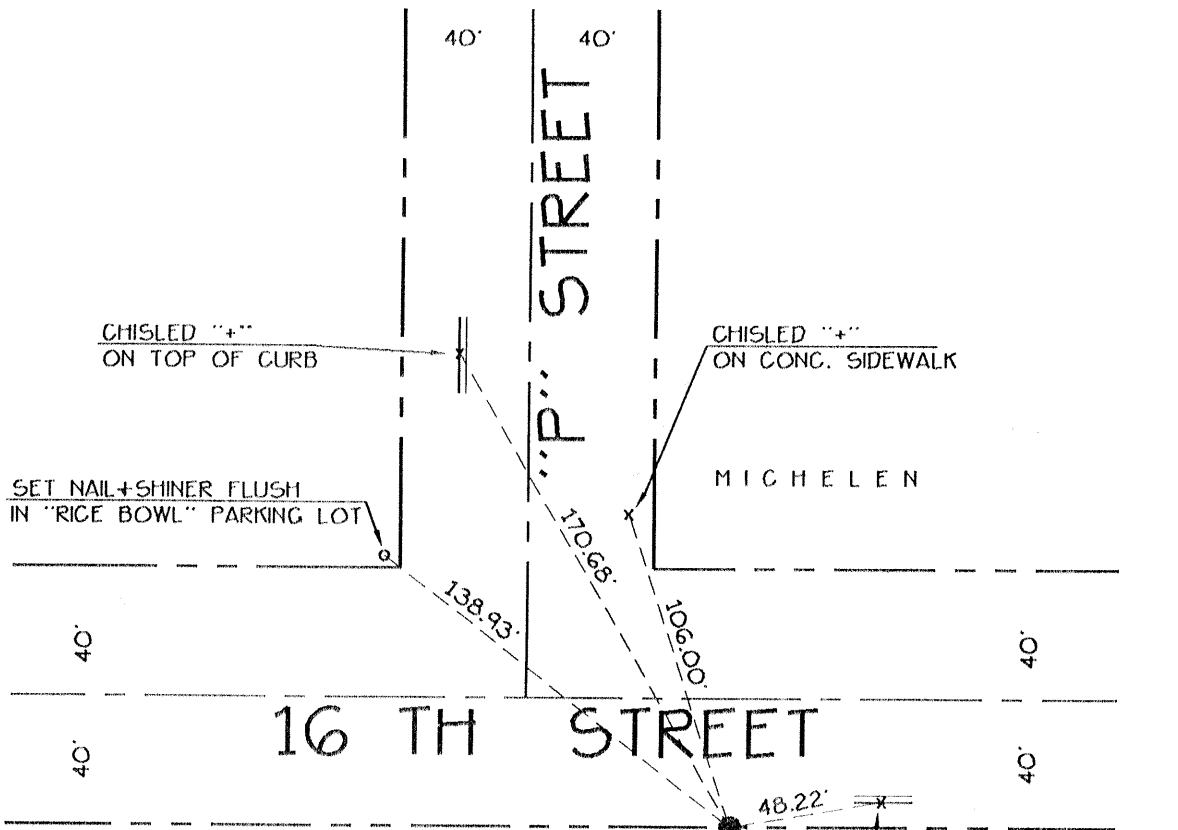 40' 40'
"P" STREET
CHISLED "+"
ON TOP OF CURB
CHISLED "+"
ON CONC. SIDEWALK
MICHELEN
SET NAIL+SHINER FLUSH
IN "RICE BOWL" PARKING LOT
170.68'
138.93'
106.00'
40' 40'
16 TH STREET
40' 40'
48.22'